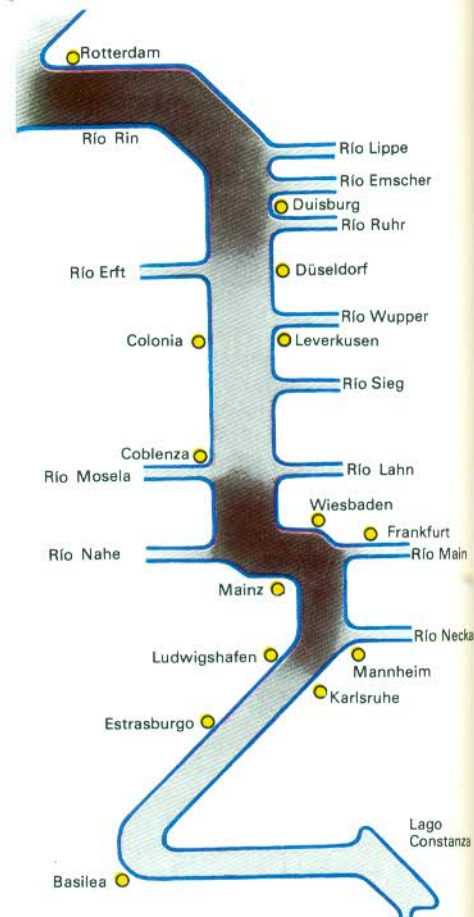 Rotterdam
Río Rin
Río Lippe
Río Emscher
Duisburg
Río Ruhr
Río Erft
Düseldorf
Río Wupper
Colonia
Leverkusen
Río Sieg
Coblenza
Río Mosela
Río Lahn
Wiesbaden
Frankfurt
Río Nahe
Río Main
Mainz
Río Necka
Ludwigshafen
Mannheim
Karlsruhe
Estrasburgo
Lago
Constanza
Basilea